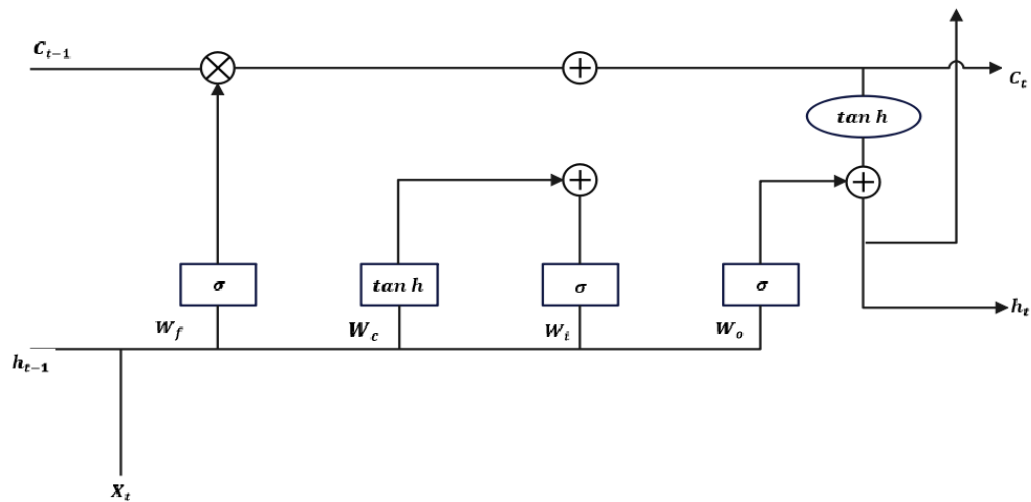 C_{t-1}
C_t
tan h
σ
tan h
σ
σ
W_f
W_c
W_i
W_o
h_t
h_{t-1}
X_t